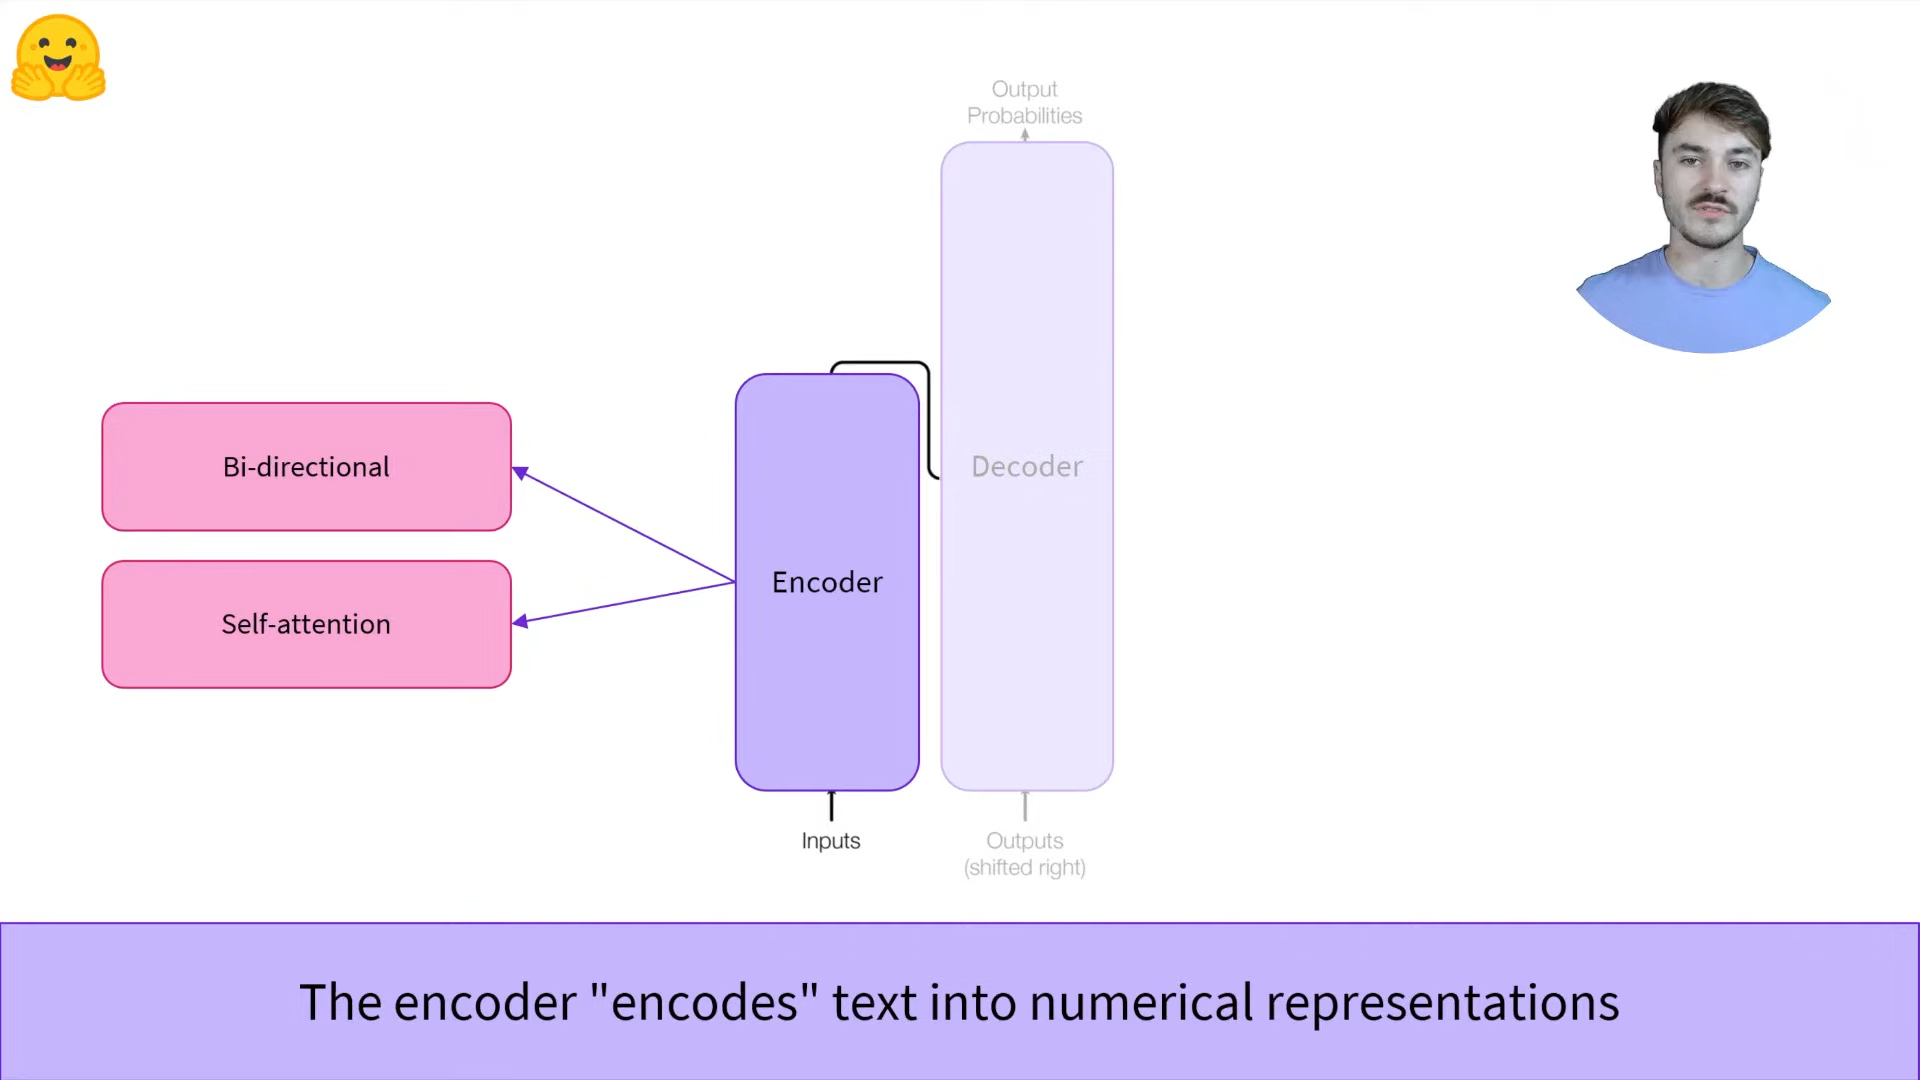 Output
Probabilities
Decoder
Bi-directional
Encoder
Self-attention
Inputs
Outputs
(shifted right)
The encoder "encodes" text into numerical representations